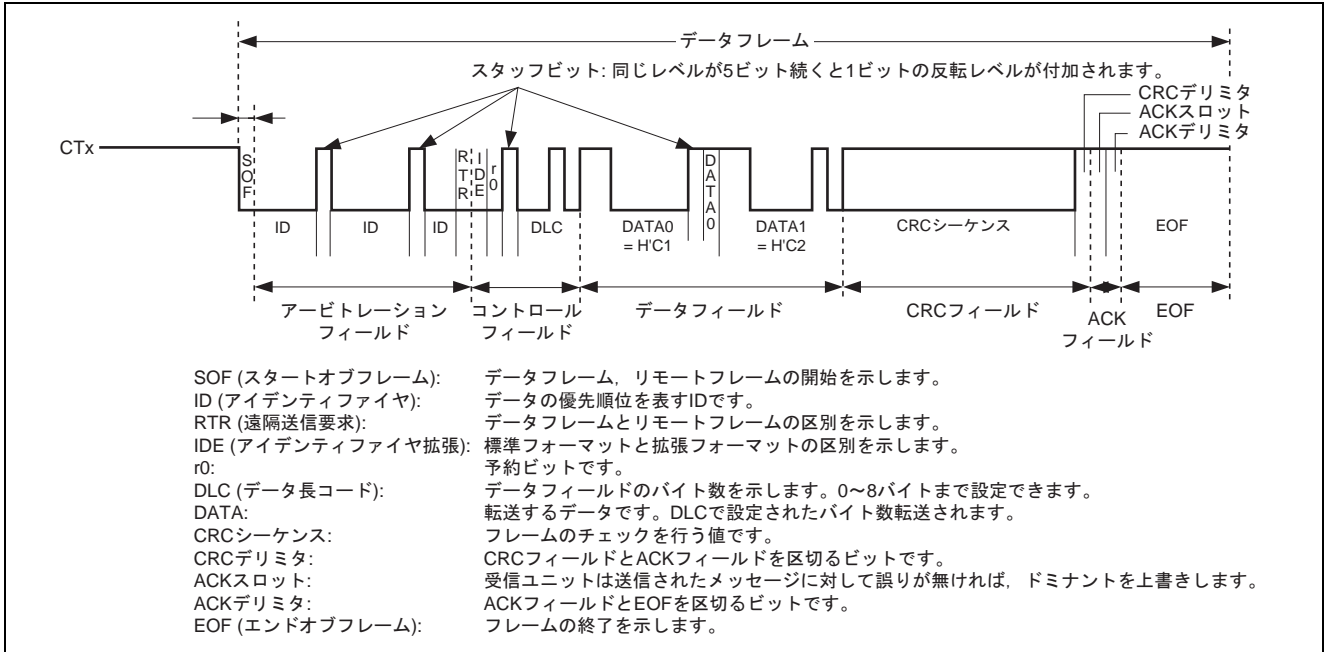 データフレーム
スタッフビット: 同じレベルが5ビット続くと1ビットの反転レベルが付加されます。
CRCデリミタ
ACKスロット
ACKデリミタ
CTx
SOF
RTR
IDE
r0
DATA0
ID
ID
ID
DLC
DATA0
= H'C1
DATA1
= H'C2
CRCシーケンス
EOF
アービトレーション
フィールド
コントロール
フィールド
データフィールド
CRCフィールド
ACK
フィールド
EOF
SOF (スタートオブフレーム): データフレーム，リモートフレームの開始を示します。
ID (アイデンティファイヤ): データの優先順位を表すIDです。
RTR (遠隔送信要求): データフレームとリモートフレームの区別を示します。
IDE (アイデンティファイヤ拡張): 標準フォーマットと拡張フォーマットの区別を示します。
r0: 予約ビットです。
DLC (データ長コード): データフィールドのバイト数を示します。0～8バイトまで設定できます。
DATA: 転送するデータです。DLCで設定されたバイト数転送されます。
CRCシーケンス: フレームのチェックを行う値です。
CRCデリミタ: CRCフィールドとACKフィールドを区切るビットです。
ACKスロット: 受信ユニットは送信されたメッセージに対して誤りが無ければ，ドミナントを上書きします。
ACKデリミタ: ACKフィールドとEOFを区切るビットです。
EOF (エンドオブフレーム): フレームの終了を示します。